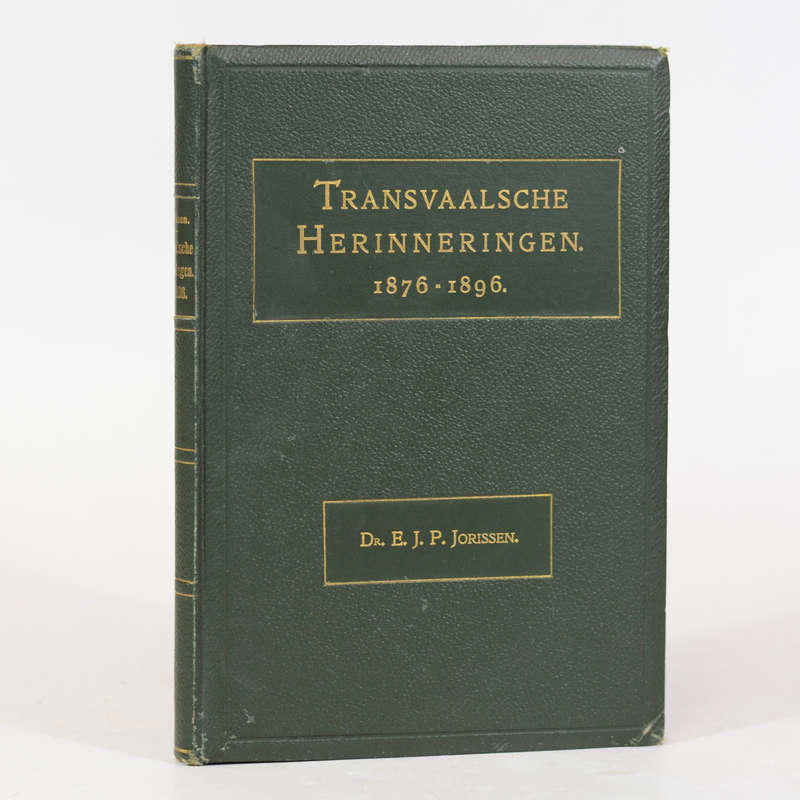 TRANSVAALSCHE
HERINNERINGEN.
1876-1896.
DR. E. J. P. JORISSEN.